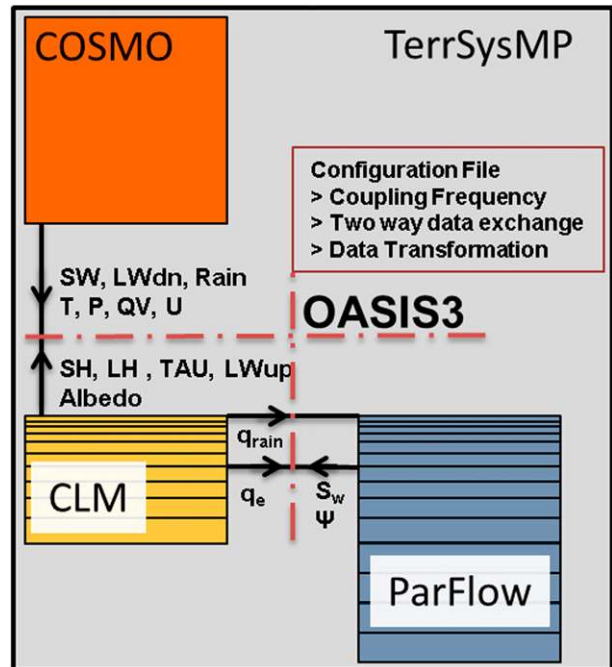 COSMO
TerrSysMP
Configuration File
> Coupling Frequency
> Two way data exchange
> Data Transformation
SW, LWdn, Rain
T, P, QV, U
OASIS3
SH, LH , TAU, LWup
Albedo
qrain
CLM
qe
Sw
Ψ
ParFlow